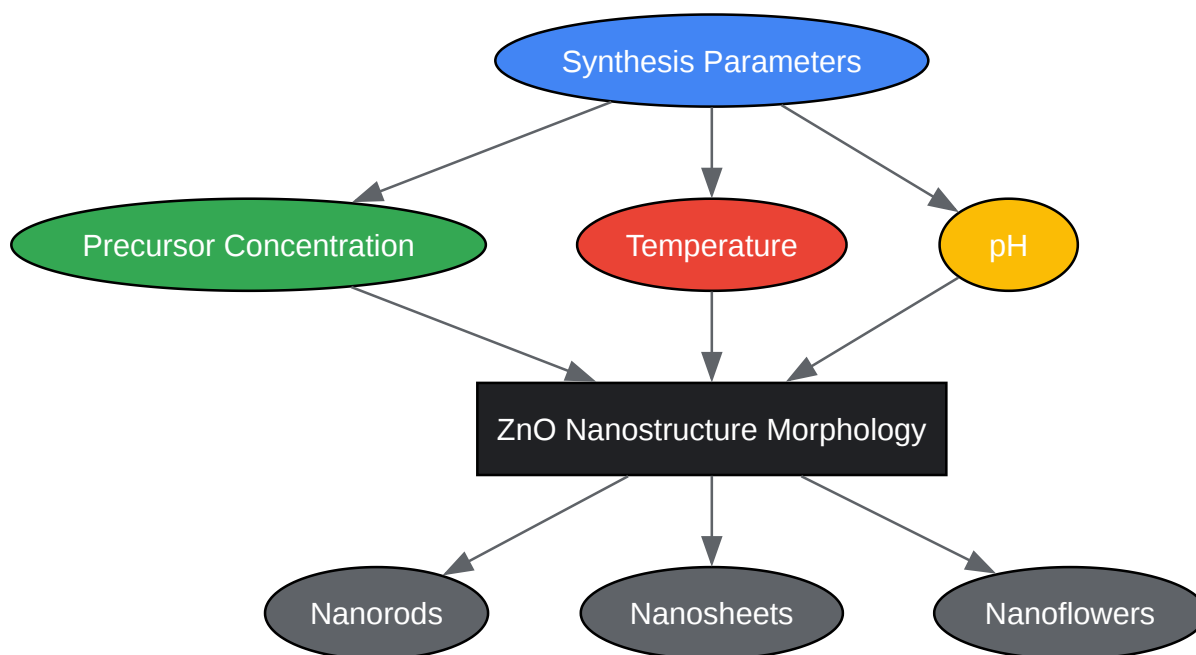 Synthesis Parameters
Precursor Concentration
Temperature
pH
ZnO Nanostructure Morphology
Nanorods
Nanosheets
Nanoflowers